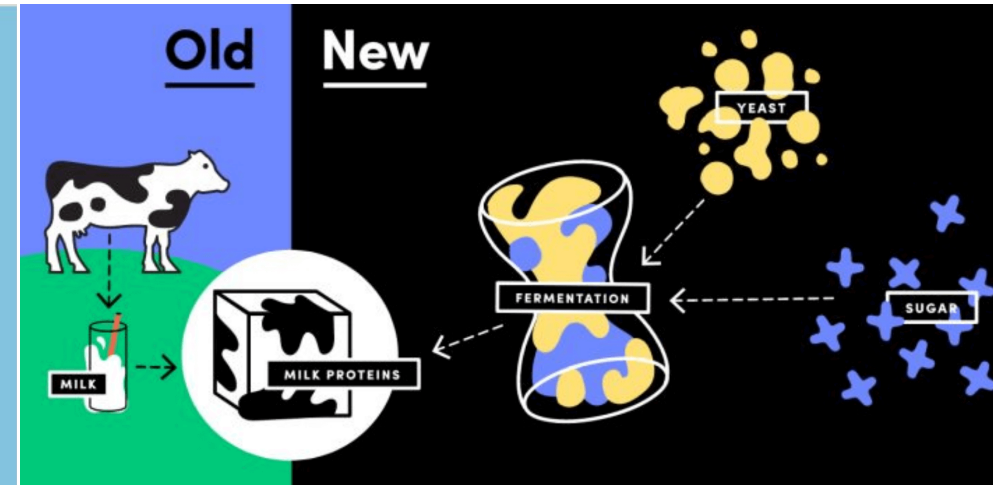 Old
New
YEAST
FERMENTATION
SUGAR
MILK PROTEINS
MILK